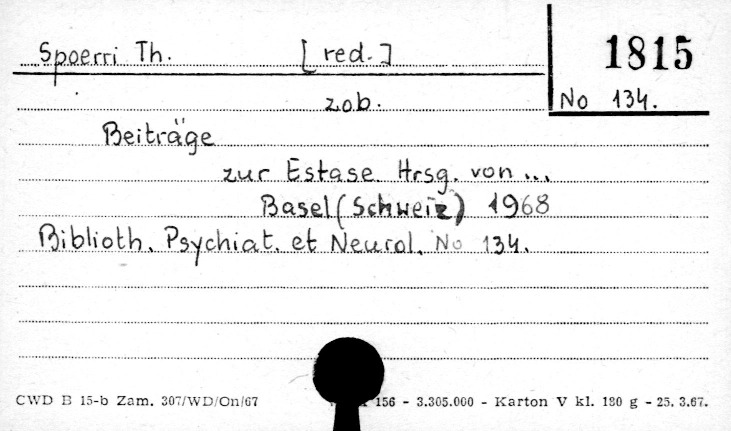 Spoerri Th. [red.] 1815
zob. No 134.
Beiträge
zur Estase Hrsg. von ...
Basel (Schweiz) 1968
Biblioth. Psychiat. et Neurol. No 134.
CWD B 15-b Zam. 307/WD/On/67 156 - 3.305.000 - Karton V kl. 180 g - 25. 3.67.